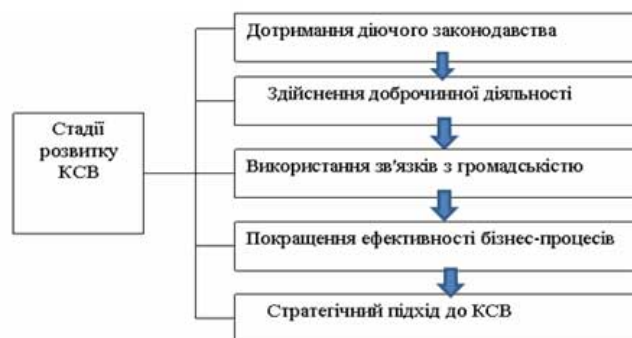 Дотримання діючого законодавства
Здійснення доброчинної діяльності
Стадії
розвитку
КСВ
Використання зв'язків з громадськістю
Покращення ефективності бізнес-процесів
Стратегічний підхід до КСВ